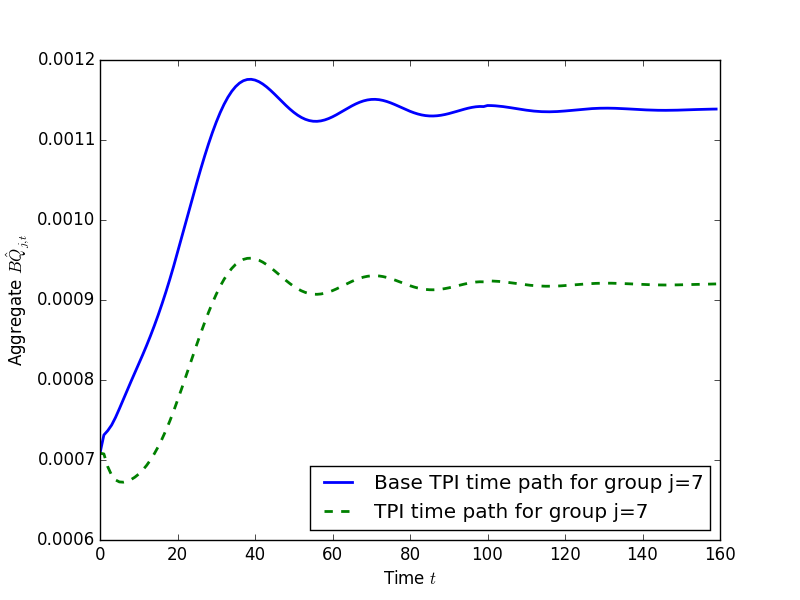 0.0012
0.0011
0.0010
0.0009
0.0008
0.0007
0.0006
Aggregate $\hat{BQ}_{j,t}$
Base TPI time path for group j=7
TPI time path for group j=7
0 20 40 60 80 100 120 140 160
Time t